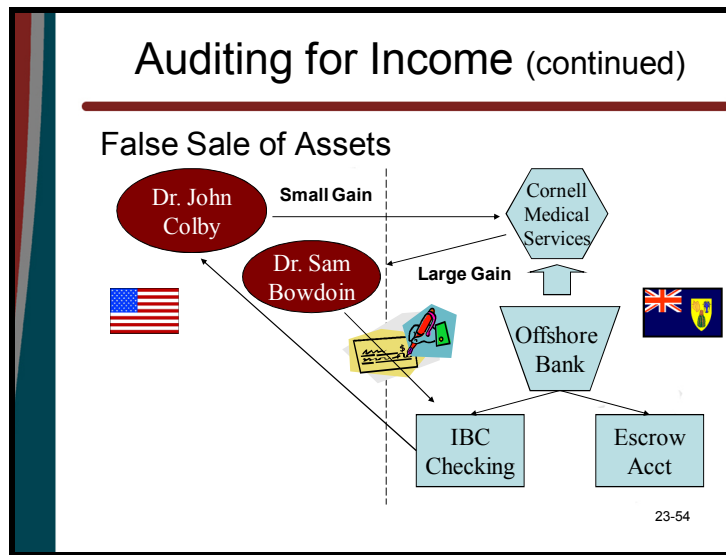 Auditing for Income (continued)
False Sale of Assets
Dr. John
Colby
Small Gain
Cornell
Medical
Services
Dr. Sam
Bowdoin
Large Gain
Offshore
Bank
$
IBC
Checking
Escrow
Acct
23-54